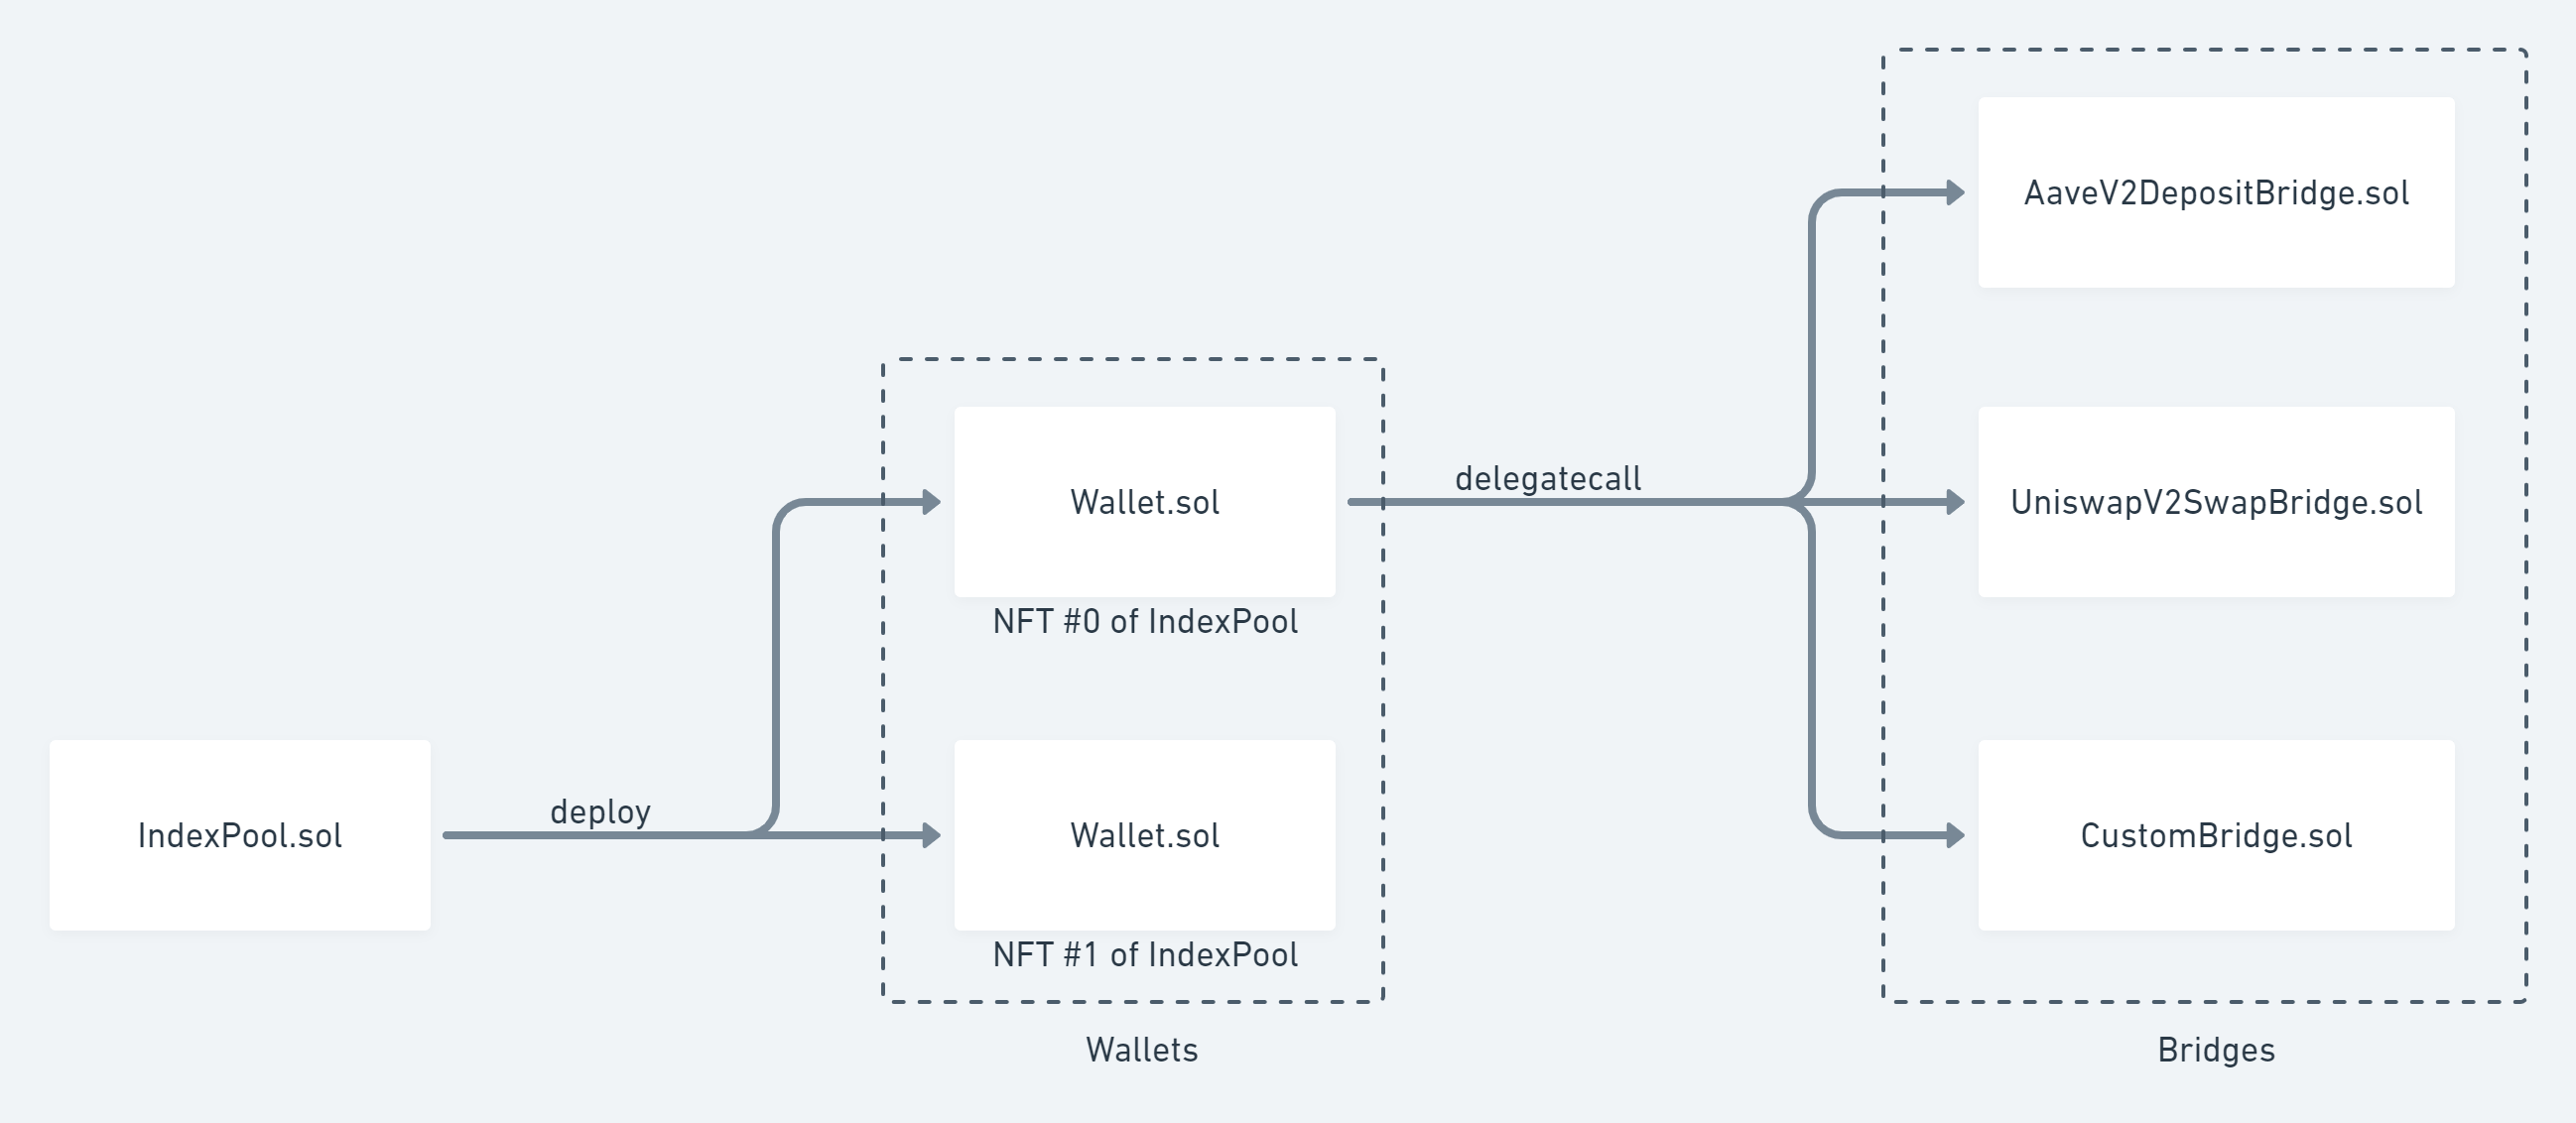 AaveV2DepositBridge.sol
delegatecall
Wallet.sol
UniswapV2SwapBridge.sol
NFT #0 of IndexPool
deploy
IndexPool.sol
Wallet.sol
CustomBridge.sol
NFT #1 of IndexPool
Wallets
Bridges